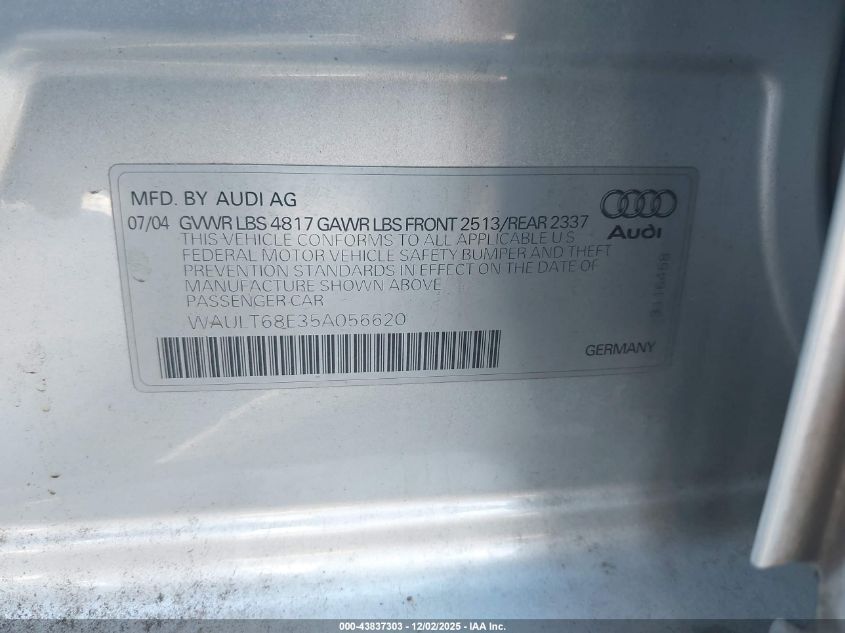 MFD. BY AUDI AG
07/04 GVWR LBS 4817 GAWR LBS FRONT 2513/REAR 2337
THIS VEHICLE CONFORMS TO ALL APPLICABLE U S
FEDERAL MOTOR VEHICLE SAFETY BUMPER AND THEFT
PREVENTION STANDARDS IN EFFECT ON THE DATE OF
MANUFACTURE SHOWN ABOVE
PASSENGER CAR
WAULT68E35A056620
Audi
GERMANY
000-43837303 - 12/02/2025 - IAA Inc.